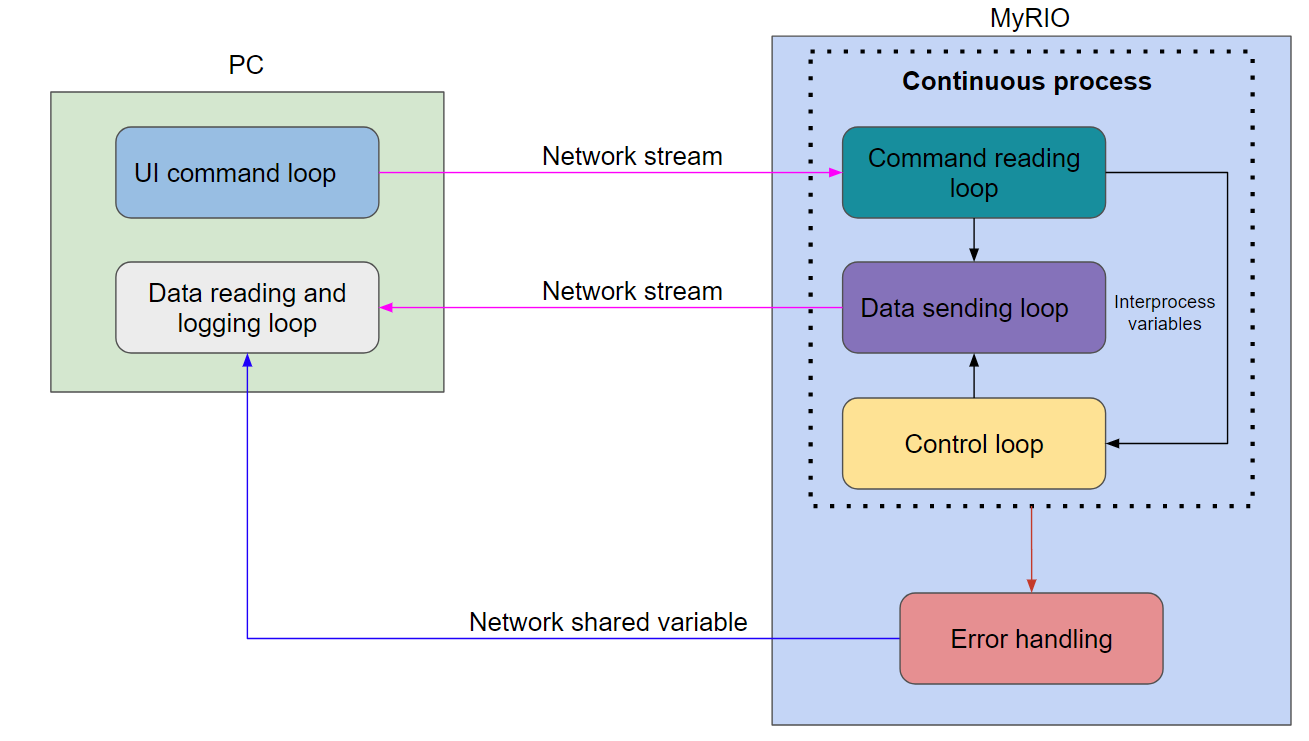 MyRIO
PC
Continuous process
UI command loop
Network stream
Command reading
loop
Data reading and
logging loop
Network stream
Data sending loop
Interprocess
variables
Control loop
Network shared variable
Error handling